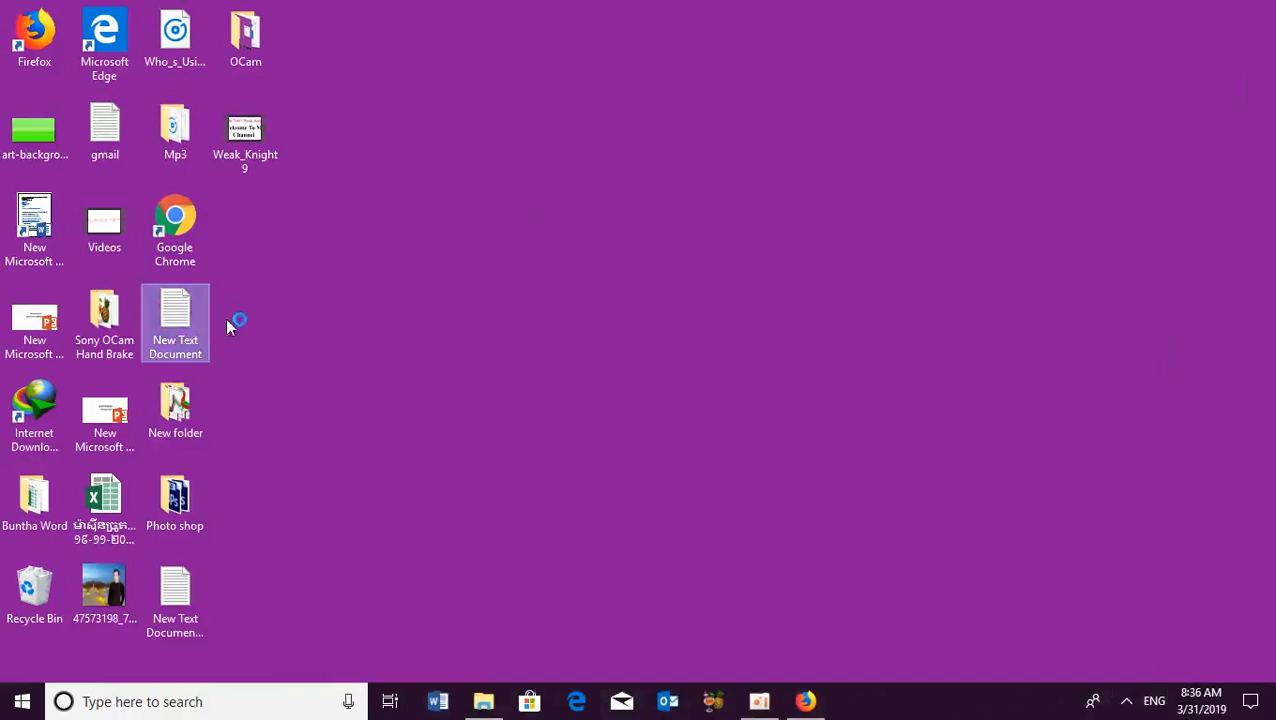 Firefox
Microsoft
Edge
Who_s_Usi...
OCam
art-backgro...
gmail
Mp3
Weak_Knight
9
New
Microsoft ...
Videos
Google
Chrome
New
Microsoft ...
Sony OCam
Hand Brake
New Text
Document
Internet
Downlo...
New
Microsoft ...
New folder
Buntha Word
Photo shop
Recycle Bin
47573198_7...
New Text
Documen...
Type here to search
ENG
8:36 AM
3/31/2019